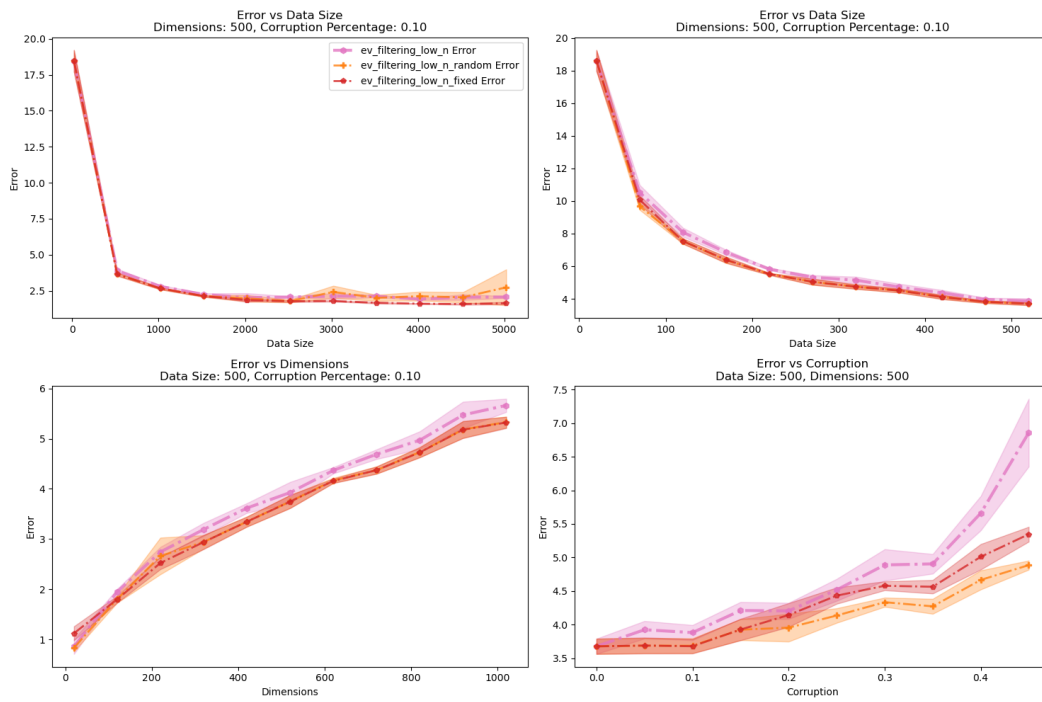 Error vs Data Size
Dimensions: 500, Corruption Percentage: 0.10
20.0
17.5
15.0
12.5
10.0
7.5
5.0
2.5
Error
ev_filtering_low_n Error
ev_filtering_low_n_random Error
ev_filtering_low_n_fixed Error
0 1000 2000 3000 4000 5000
Data Size
Error vs Data Size
Dimensions: 500, Corruption Percentage: 0.10
20
18
16
14
12
10
8
6
4
Error
0 100 200 300 400 500
Data Size
Error vs Dimensions
Data Size: 500, Corruption Percentage: 0.10
6
5
4
3
2
1
Error
0 200 400 600 800 1000
Dimensions
Error vs Corruption
Data Size: 500, Dimensions: 500
7.5
7.0
6.5
6.0
5.5
5.0
4.5
4.0
3.5
Error
0.0 0.1 0.2 0.3 0.4
Corruption